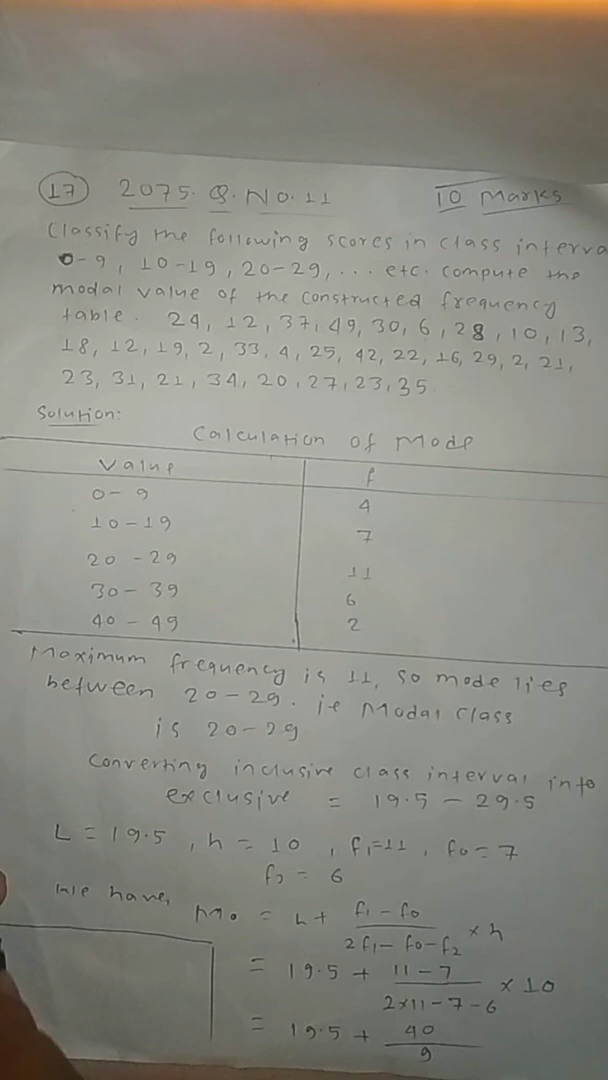 17 2075. Q. No. 11 10 Marks
Classify the following scores in class interva
0-9, 10-19, 20-29, ... etc. compute the
modal value of the constructed frequency
table. 24, 12, 37, 49, 30, 6, 28, 10, 13,
18, 12, 19, 2, 33, 4, 25, 42, 22, 16, 29, 2, 21,
23, 31, 21, 34, 20, 27, 23, 35.
Solution:
Calculation of Mode
Value f
0-9 4
10-19 7
20-29 11
30-39 6
40-49 2
Maximum frequency is 11, so mode lies
between 20-29. ie Modal class
is 20-29
Converting inclusive class interval into
exclusive = 19.5 - 29.5
L = 19.5, h = 10, f₁=11, f₀=7
f₂ = 6
We have, M₀ = L + (f₁ - f₀)/(2f₁ - f₀ - f₂) × h
= 19.5 + (11-7)/(2×11-7-6) × 10
= 19.5 + 40/9